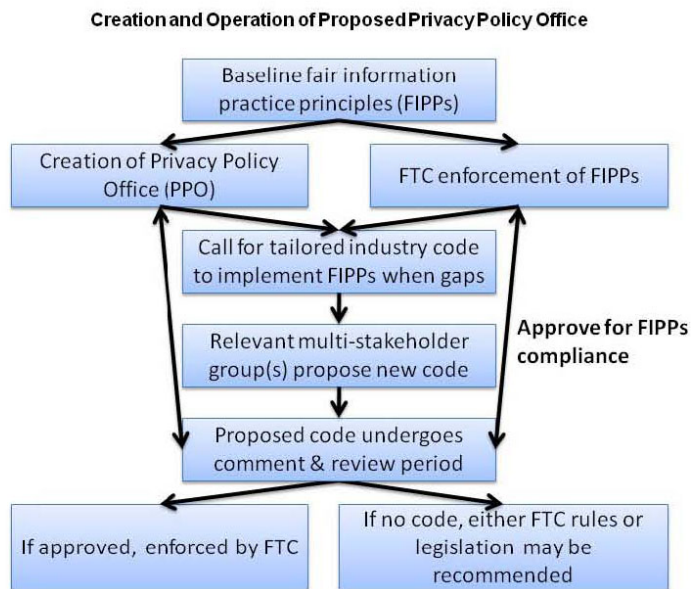 Creation and Operation of Proposed Privacy Policy Office
Baseline fair information
practice principles (FIPPs)
Creation of Privacy Policy
Office (PPO)
FTC enforcement of FIPPs
Call for tailored industry code
to implement FIPPs when gaps
Relevant multi-stakeholder
group(s) propose new code
Approve for FIPPs
compliance
Proposed code undergoes
comment & review period
If approved, enforced by FTC
If no code, either FTC rules or
legislation may be
recommended